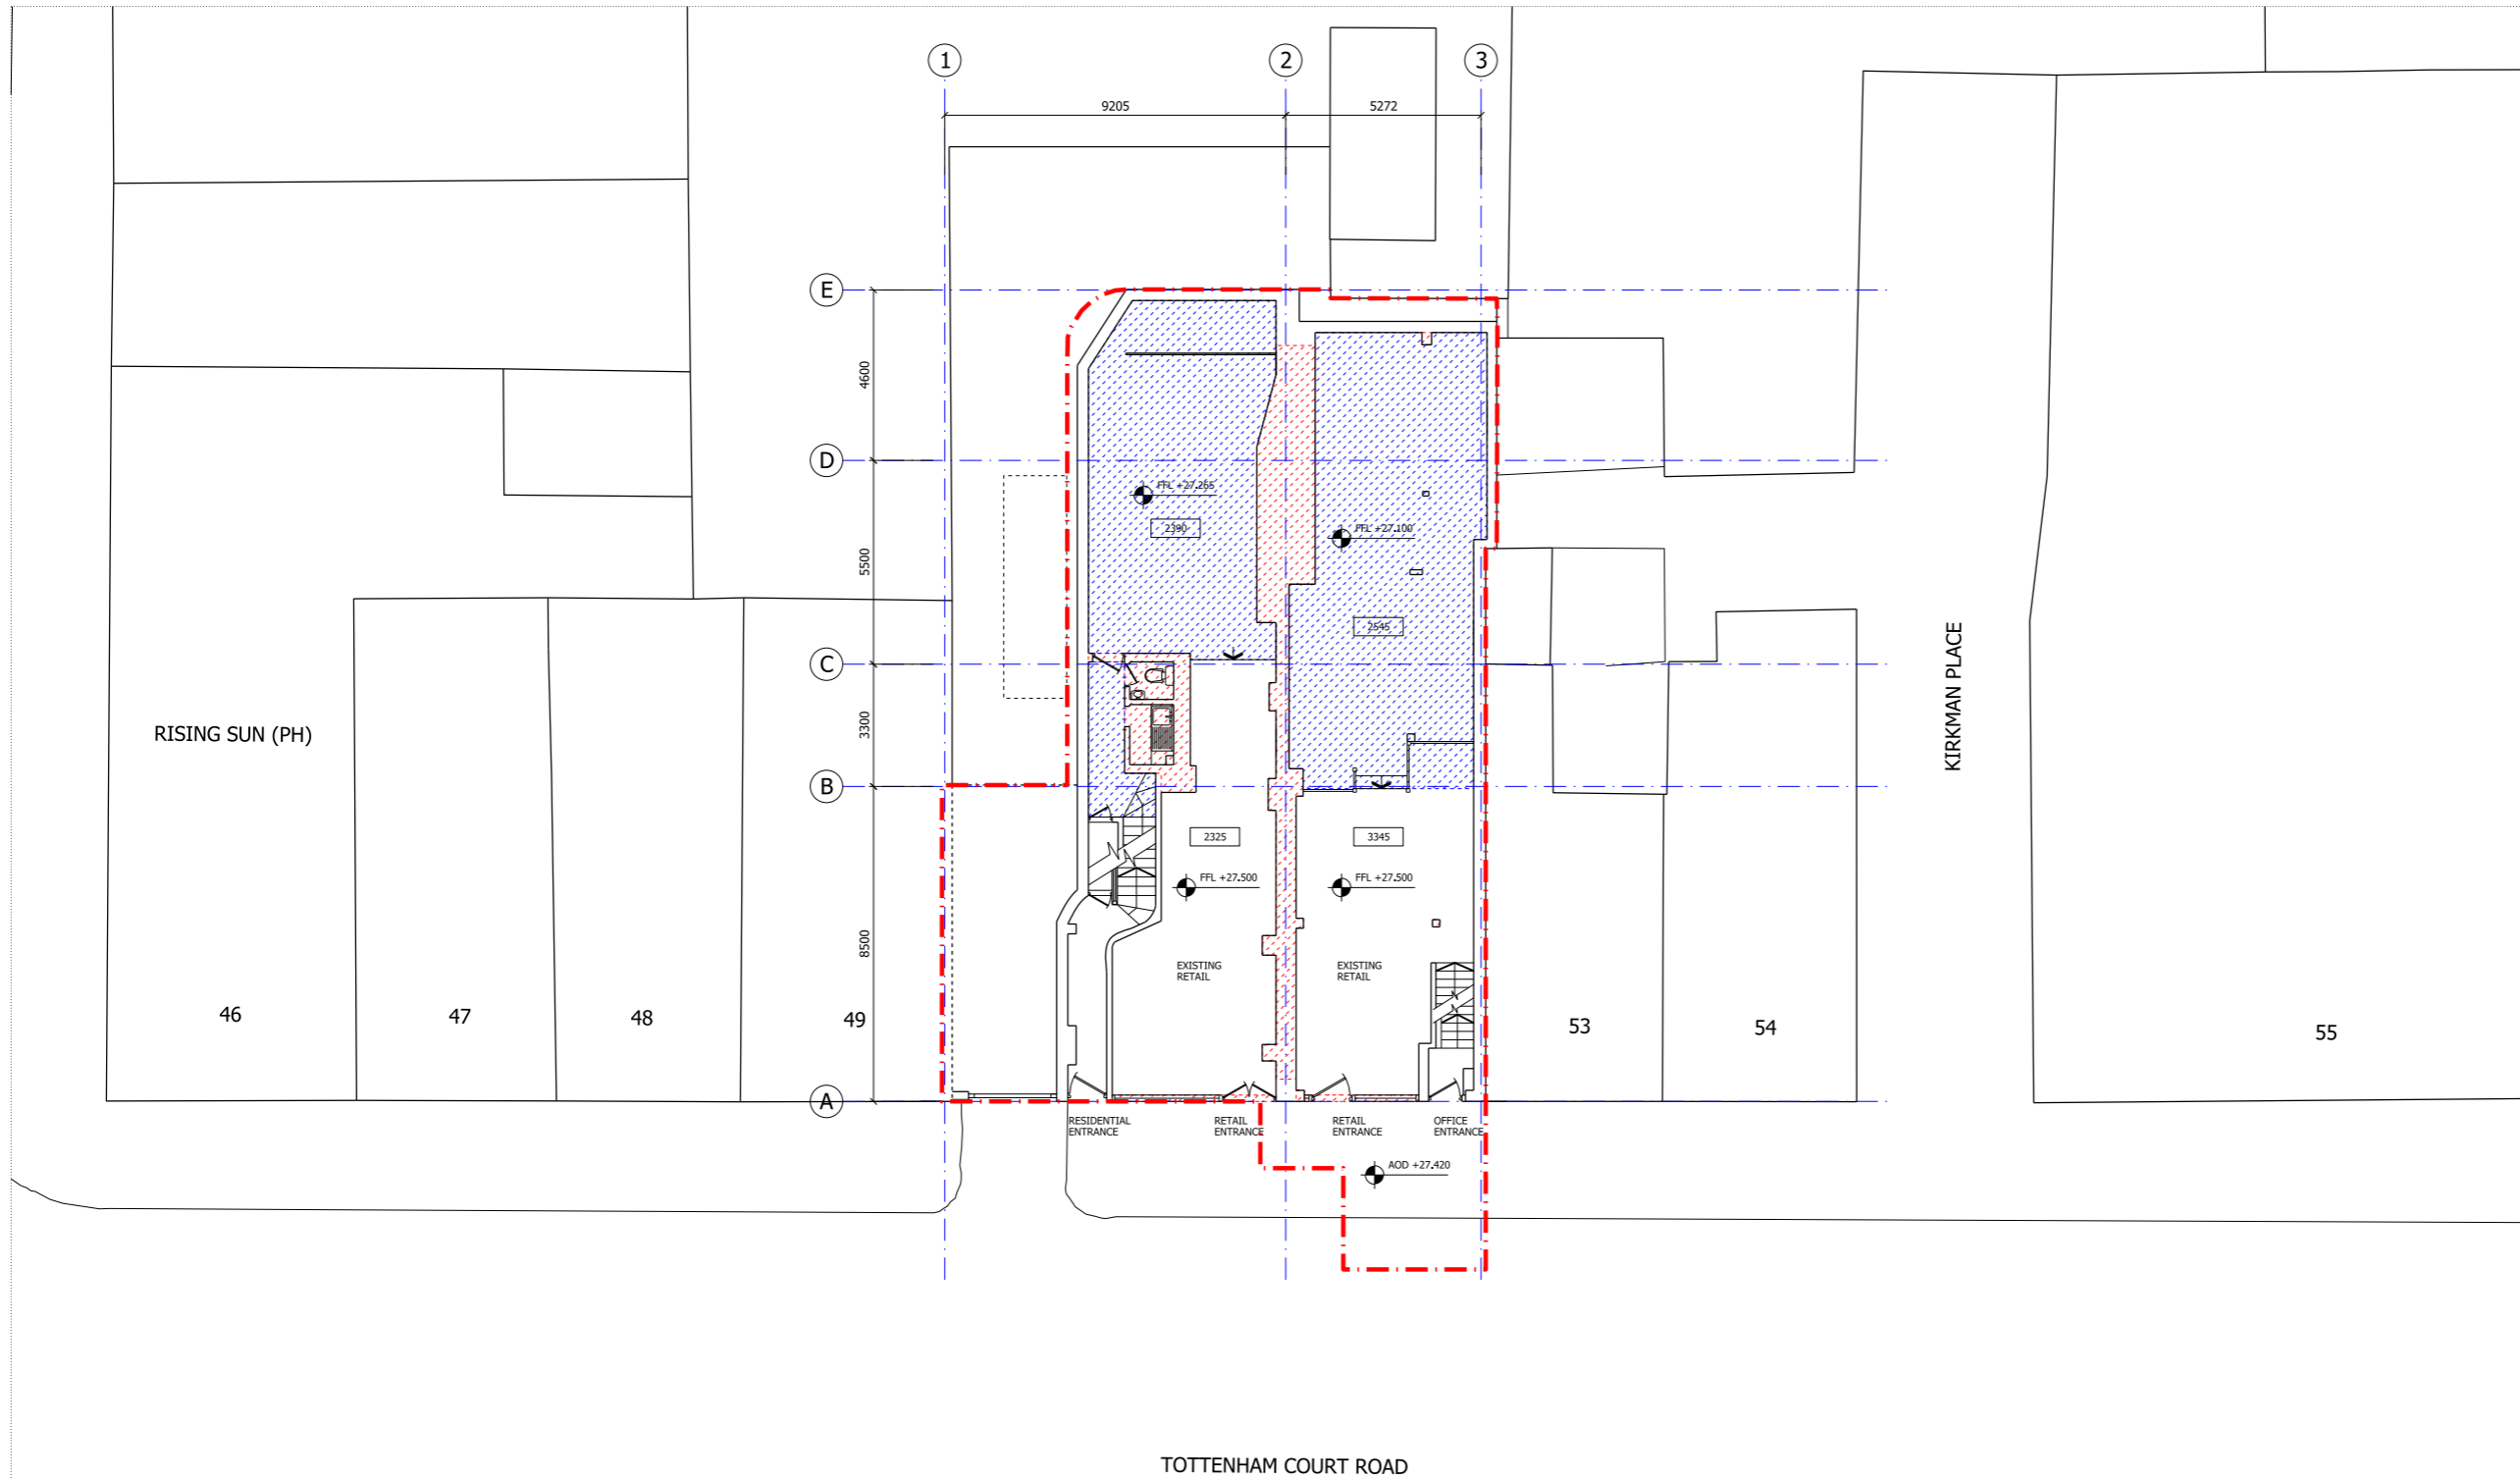 1
2
3
9205
5272
E
4600
D
FFL +27.265
2390
FFL +27.100
5500
2545
C
KIRKMAN PLACE
3300
RISING SUN (PH)
B
2325
3345
FFL +27.500
FFL +27.500
8500
EXISTING
RETAIL
EXISTING
RETAIL
46
47
48
49
53
54
55
A
RESIDENTIAL
ENTRANCE
RETAIL
ENTRANCE
RETAIL
ENTRANCE
OFFICE
ENTRANCE
AOD +27.420
TOTTENHAM COURT ROAD